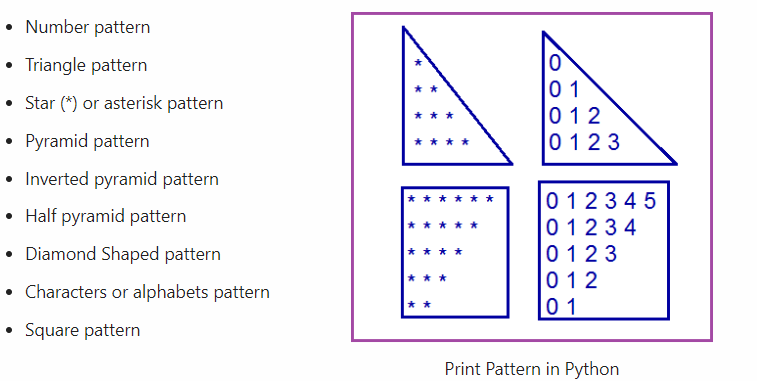 Number pattern
Triangle pattern
Star (*) or asterisk pattern
Pyramid pattern
Inverted pyramid pattern
Half pyramid pattern
Diamond Shaped pattern
Characters or alphabets pattern
Square pattern
*
* *
* * *
* * * *
0
0 1
0 1 2
0 1 2 3
* * * * * *
* * * * *
* * * *
* * *
* *
0 1 2 3 4 5
0 1 2 3 4
0 1 2 3
0 1 2
0 1
Print Pattern in Python